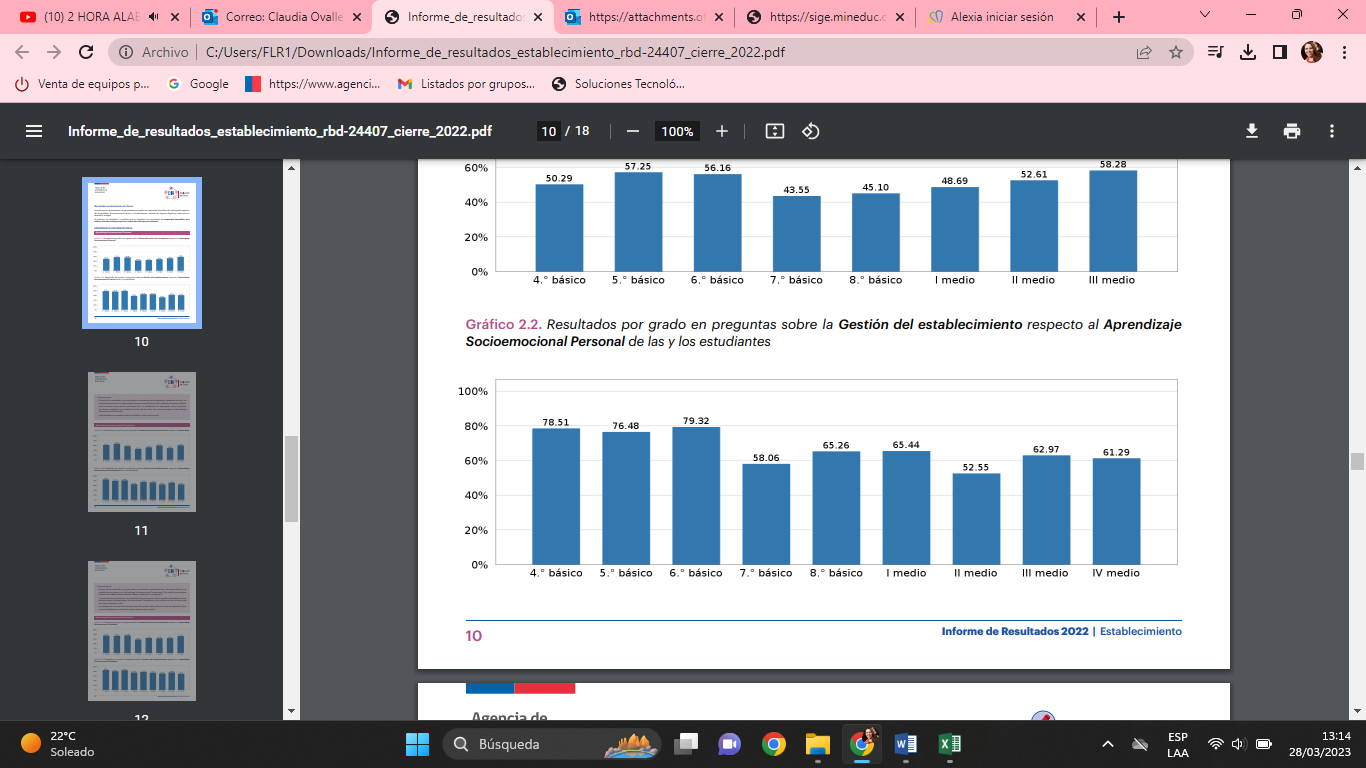 (10) 2 HORA ALAB
Correo: Claudia Ovalle
Informe_de_resultados
https://attachments.of
https://sige.mineduc.c
Alexia iniciar sesión
Archivo | C:/Users/FLR1/Downloads/Informe_de_resultados_establecimiento_rbd-24407_cierre_2022.pdf
Venta de equipos p...
Google
https://www.agenci...
Listados por grupos...
Soluciones Tecnoló...
Informe_de_resultados_establecimiento_rbd-24407_cierre_2022.pdf
10 / 18
100%
10
11
12
60%
40%
20%
0%
50.29 57.25 56.16 43.55 45.10 48.69 52.61 58.28
4.° básico 5.° básico 6.° básico 7.° básico 8.° básico I medio II medio III medio
Gráfico 2.2. Resultados por grado en preguntas sobre la Gestión del establecimiento respecto al Aprendizaje
Socioemocional Personal de las y los estudiantes
100%
80%
60%
40%
20%
0%
78.51 76.48 79.32 58.06 65.26 65.44 52.55 62.97 61.29
4.° básico 5.° básico 6.° básico 7.° básico 8.° básico I medio II medio III medio IV medio
10
Informe de Resultados 2022 | Establecimiento
Agencia de
22°C
Soleado
Búsqueda
ESP
LAA
13:14
28/03/2023